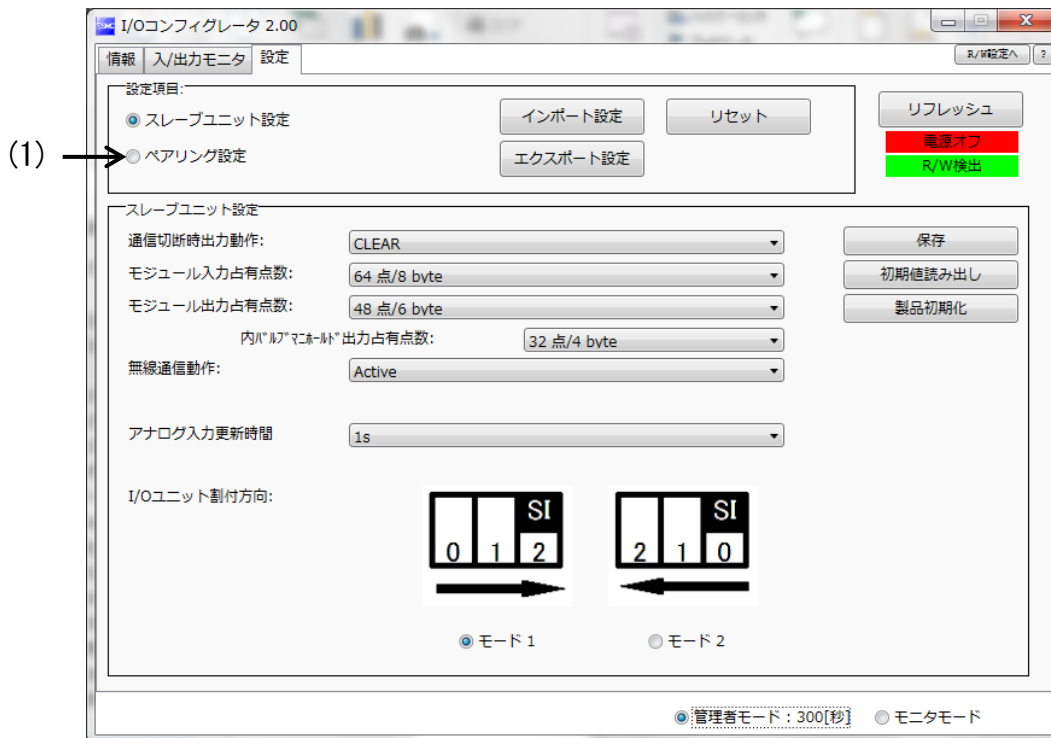 I/Oコンフィグレータ 2.00
情報 入/出力モニタ 設定 R/W設定へ ?
設定項目:
スレーブユニット設定 インポート設定 リセット リフレッシュ
電源オフ
(1) ペアリング設定 エクスポート設定 R/W検出
スレーブユニット設定
通信切断時出力動作: CLEAR 保存
モジュール入力占有点数: 64 点/8 byte 初期値読み出し
モジュール出力占有点数: 48 点/6 byte 製品初期化
内バルブマニホールド出力占有点数: 32 点/4 byte
無線通信動作: Active
アナログ入力更新時間 1s
I/Oユニット割付方向:
SI SI
0 1 2 2 1 0
モード 1 モード 2
管理者モード : 300[秒] モニタモード